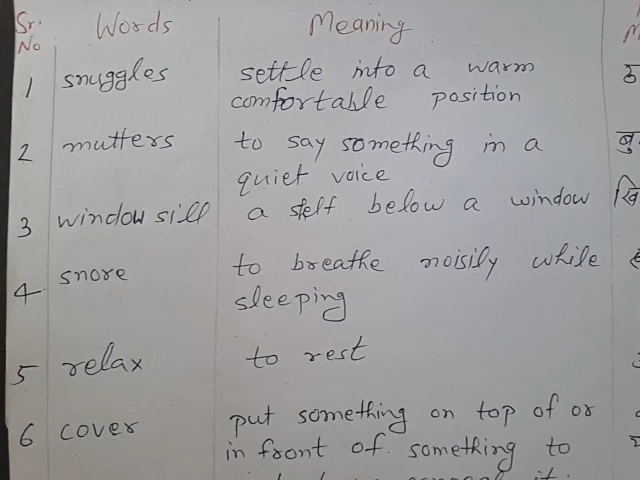 Sr. No Words Meaning
1 snuggles settle into a warm
comfortable position
2 mutters to say something in a
quiet voice
3 window sill a self below a window
4 snore to breathe noisily while
sleeping
5 relax to rest
6 cover put something on top of or
in front of. something to